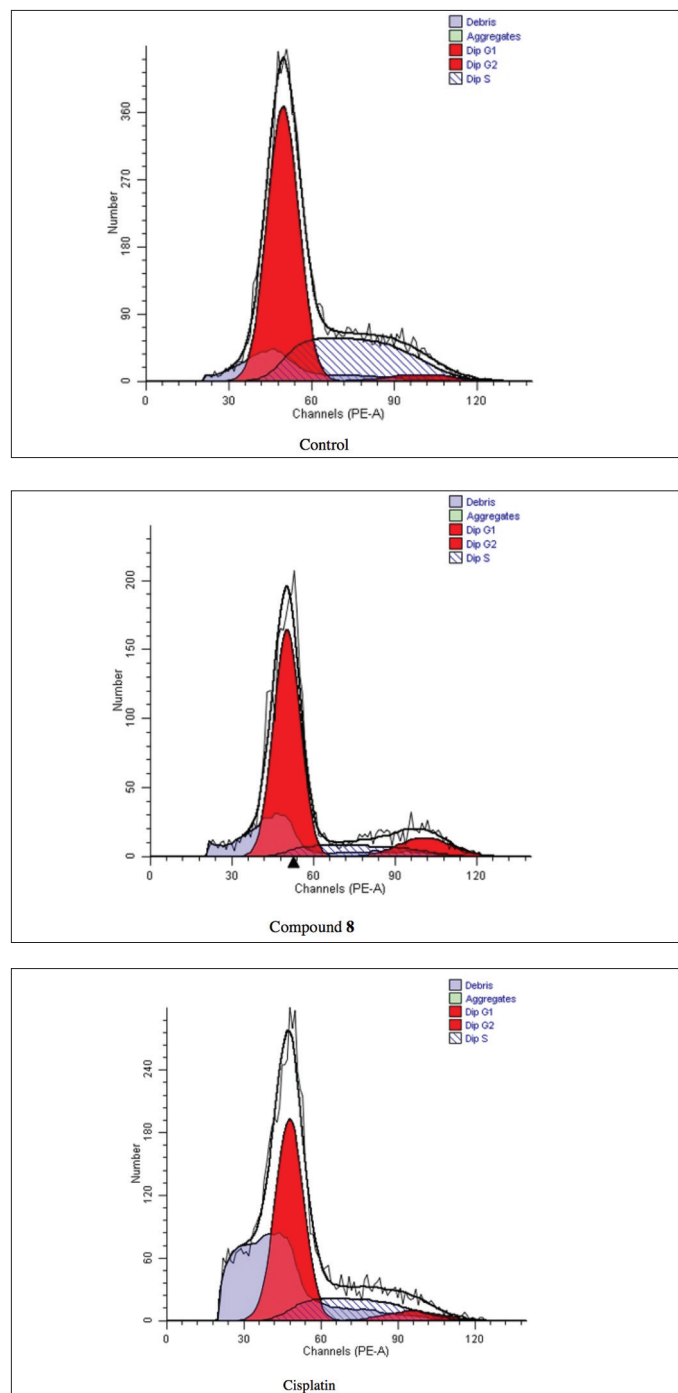 Debris
Aggregates
Dip G1
Dip G2
Dip S
Number
360
270
180
90
0
0 30 60 90 120
Channels (PE-A)
Control
Debris
Aggregates
Dip G1
Dip G2
Dip S
Number
200
150
100
50
0
0 30 60 90 120
Channels (PE-A)
Compound 8
Debris
Aggregates
Dip G1
Dip G2
Dip S
Number
240
180
120
60
0
0 30 60 90 120
Channels (PE-A)
Cisplatin